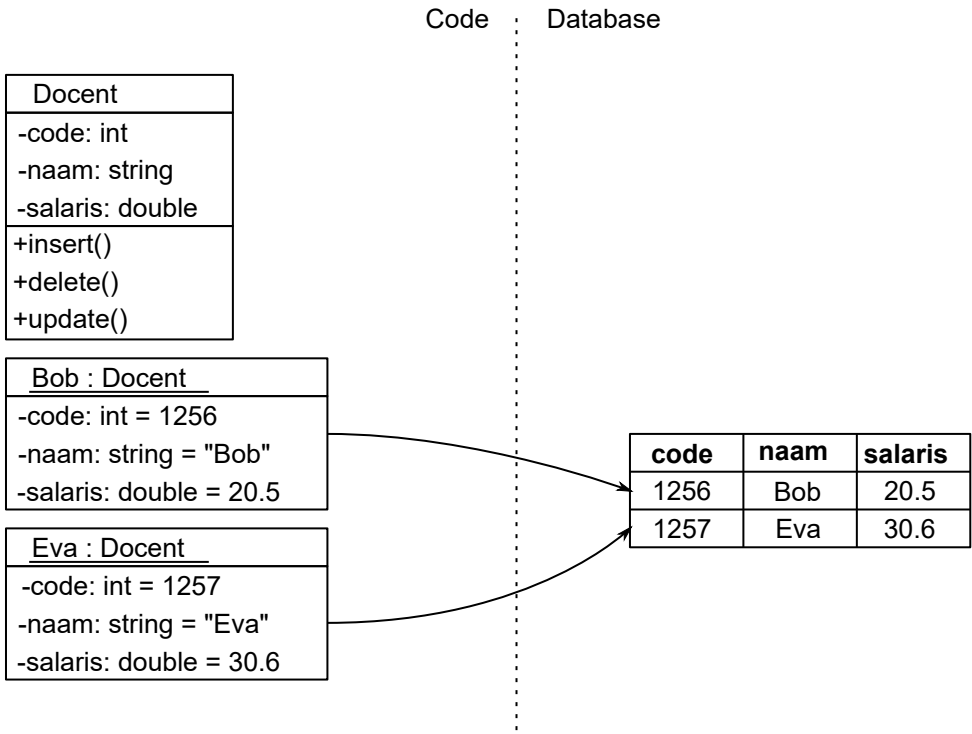 Code Database
Docent
-code: int
-naam: string
-salaris: double
+insert()
+delete()
+update()
Bob : Docent
-code: int = 1256
-naam: string = "Bob"
-salaris: double = 20.5
Eva : Docent
-code: int = 1257
-naam: string = "Eva"
-salaris: double = 30.6
code naam salaris
1256 Bob 20.5
1257 Eva 30.6